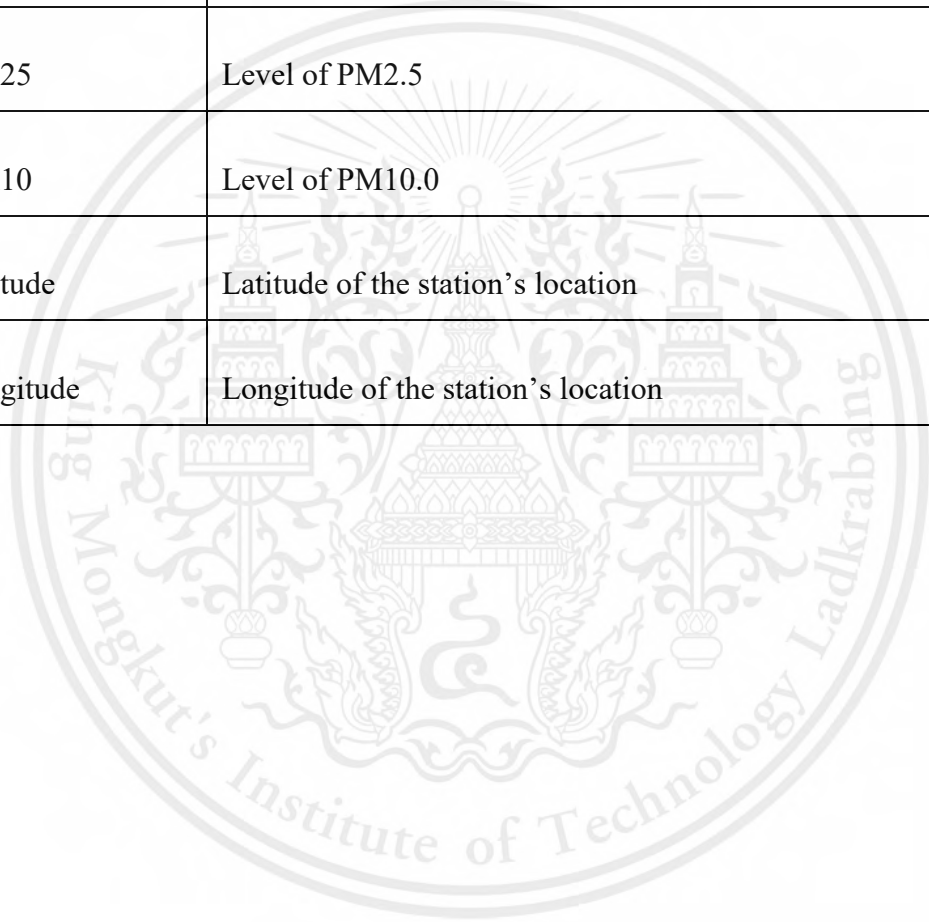 25 Level of PM2.5
10 Level of PM10.0
tude Latitude of the station’s location
gitude Longitude of the station’s location
King Mongkut's Institute of Technology Ladkrabang